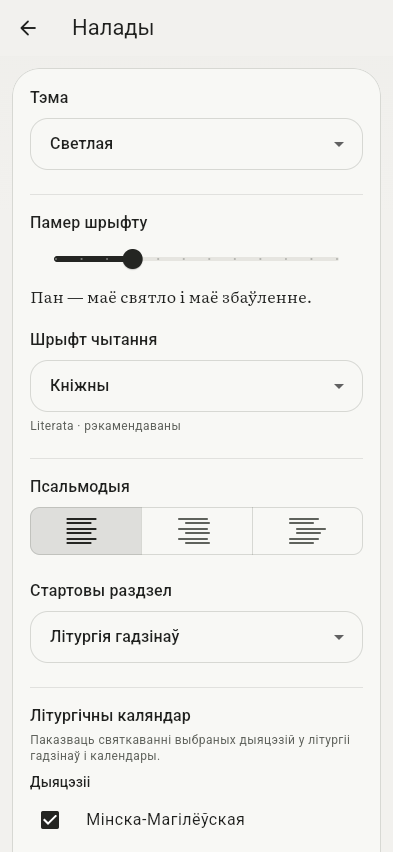 Налады
Тэма
Светлая
Памер шрыфту
Пан — маё святло і маё збаўленне.
Шрыфт чытання
Кніжны
Literata · рэкамендаваны
Псальмодыя
Стартовы раздзел
Літургія гадзінаў
Літургічны каляндар
Паказваць святкаванні выбраных дыяцэзій у літургіі
гадзінаў і календары.
Дыяцэзіі
Мінска-Магілёўская